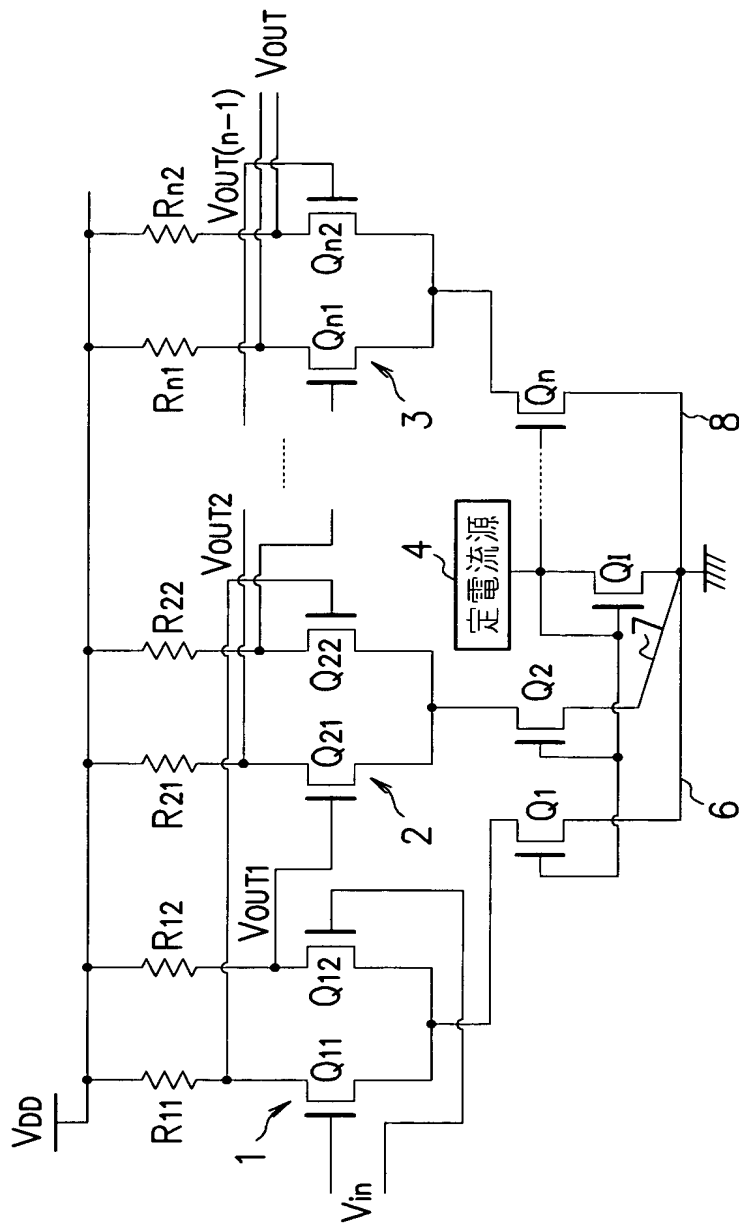 VDD
R11
R12
R21
R22
Rn1
Rn2
VOUT1
VOUT2
VOUT(n-1)
VOUT
1
Q11
Q12
2
Q21
Q22
3
Qn1
Qn2
Vin
4
定電流源
Q1
Q2
QI
Qn
6
7
8